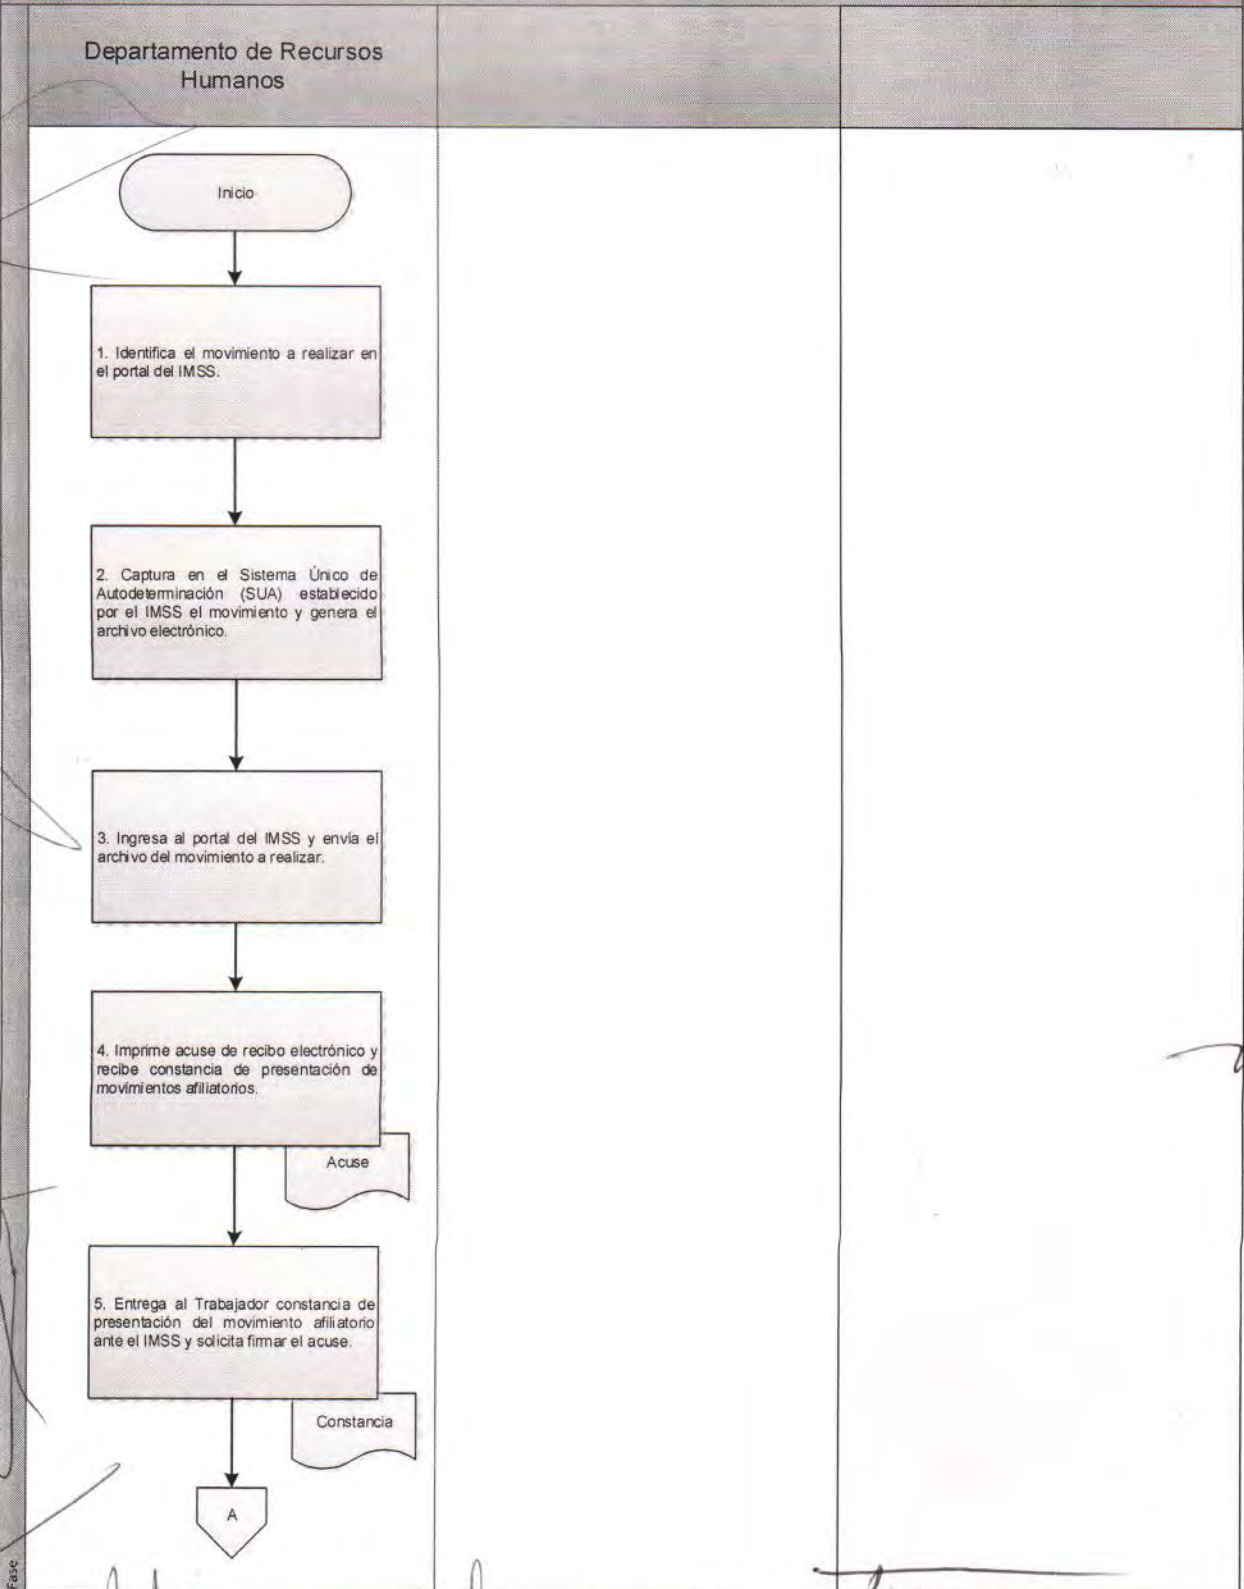 Departamento de Recursos
Humanos
Inicio
1. Identifica el movimiento a realizar en
el portal del IMSS.
2. Captura en el Sistema Único de
Autodeterminación (SUA) establecido
por el IMSS el movimiento y genera el
archivo electrónico.
3. Ingresa al portal del IMSS y envía el
archivo del movimiento a realizar.
4. Imprime acuse de recibo electrónico y
recibe constancia de presentación de
movimientos afiliatorios.
Acuse
5. Entrega al Trabajador constancia de
presentación del movimiento afiliatorio
ante el IMSS y solicita firmar el acuse.
Constancia
A
Fase